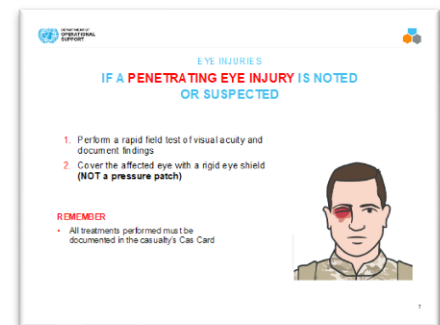 DEPARTMENT OF
OPERATIONAL
SUPPORT
EYE INJURIES
IF A PENETRATING EYE INJURY IS NOTED
OR SUSPECTED
1. Perform a rapid field test of visual acuity and
document findings
2. Cover the affected eye with a rigid eye shield
(NOT a pressure patch)
REMEMBER
• All treatments performed must be
documented in the casualty's Cas Card
7